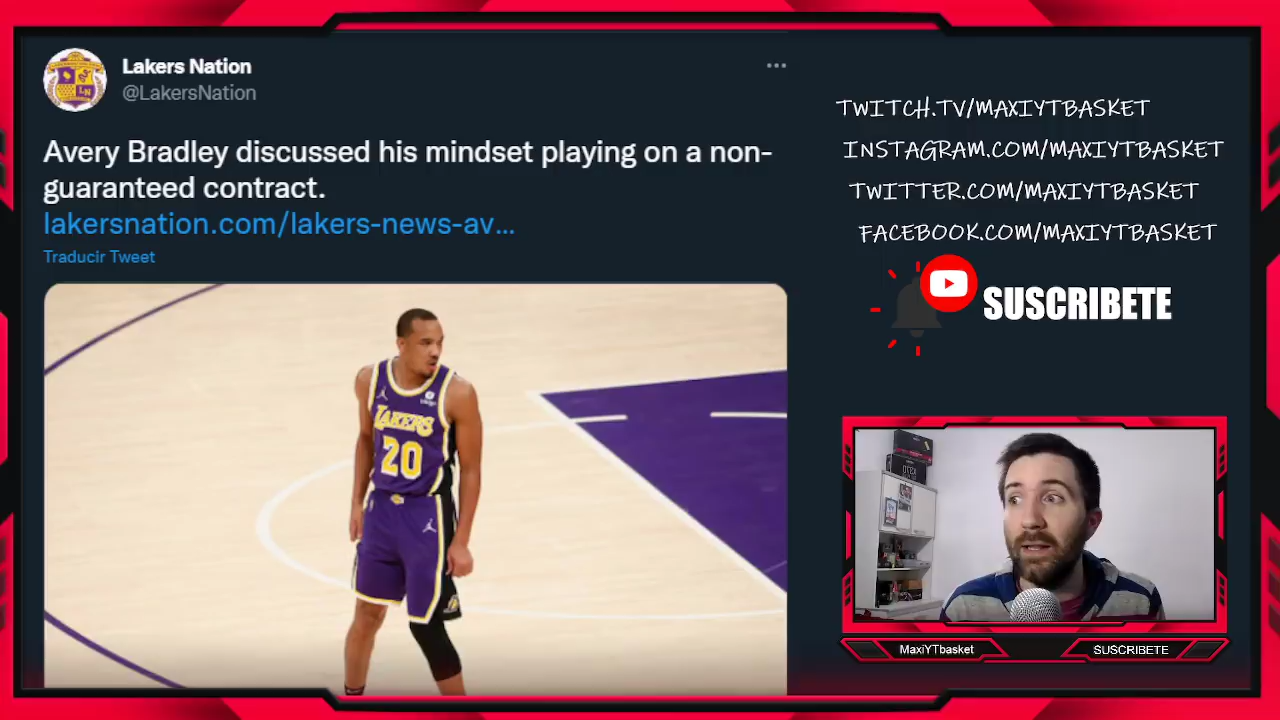 Lakers Nation
@LakersNation
Avery Bradley discussed his mindset playing on a non-
guaranteed contract.
lakersnation.com/lakers-news-av...
Traducir Tweet
LAKERS
20
TWITCH.TV/MAXIYTBASKET
INSTAGRAM.COM/MAXIYTBASKET
TWITTER.COM/MAXIYTBASKET
FACEBOOK.COM/MAXIYTBASKET
SUSCRIBETE
MaxiYTbasket
SUSCRIBETE